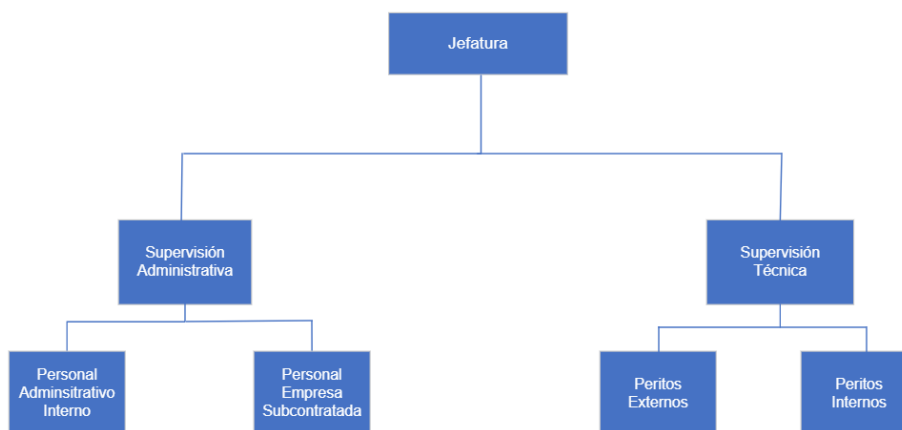 Jefatura
Supervisión
Administrativa
Supervisión
Técnica
Personal
Adminsitrativo
Interno
Personal
Empresa
Subcontratada
Peritos
Externos
Peritos
Internos